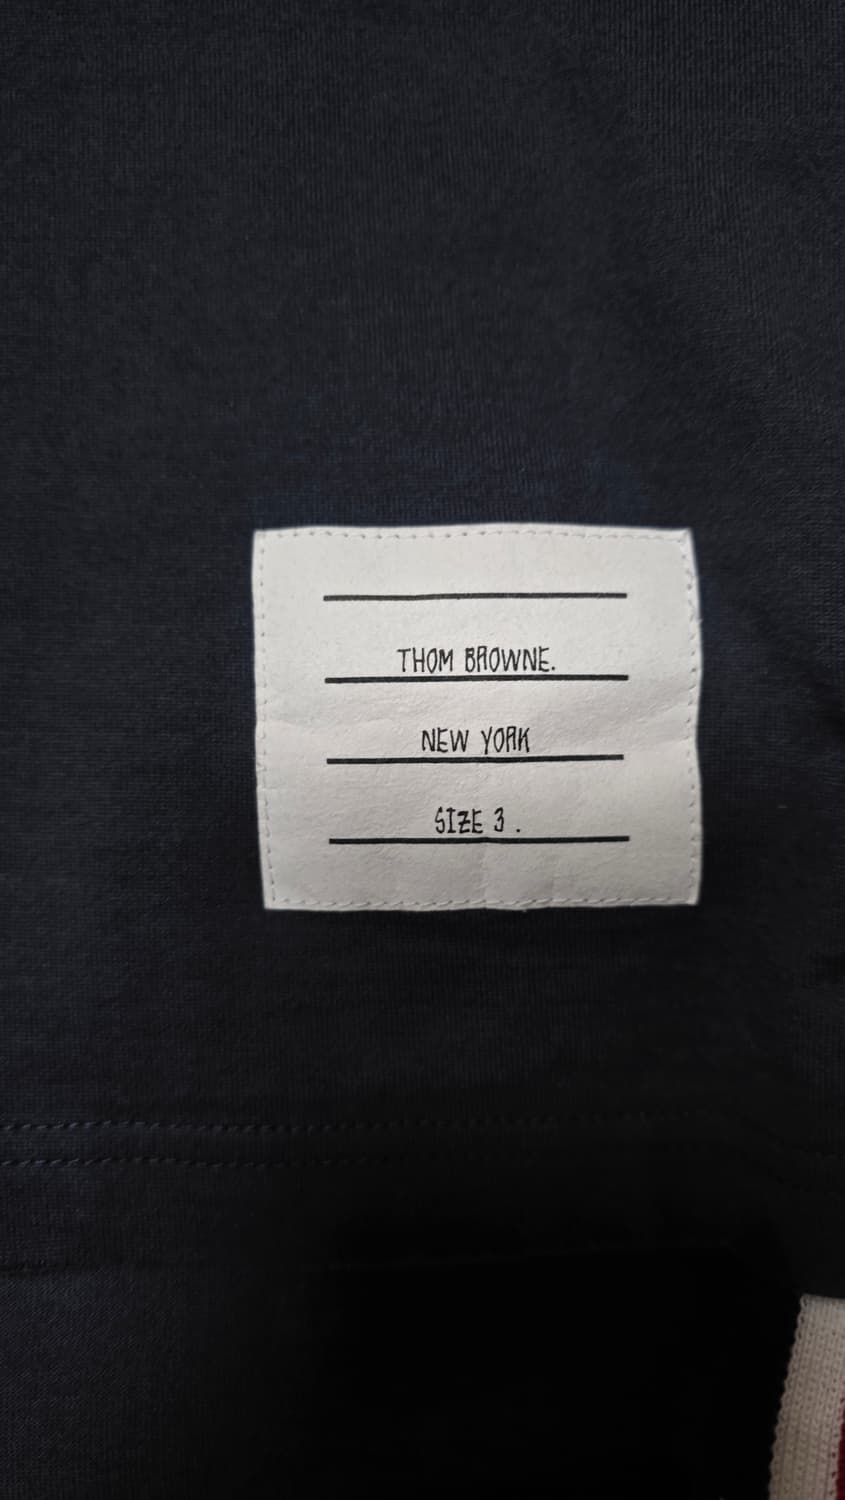 THOM BROWNE.
NEW YORK
SIZE 3 .